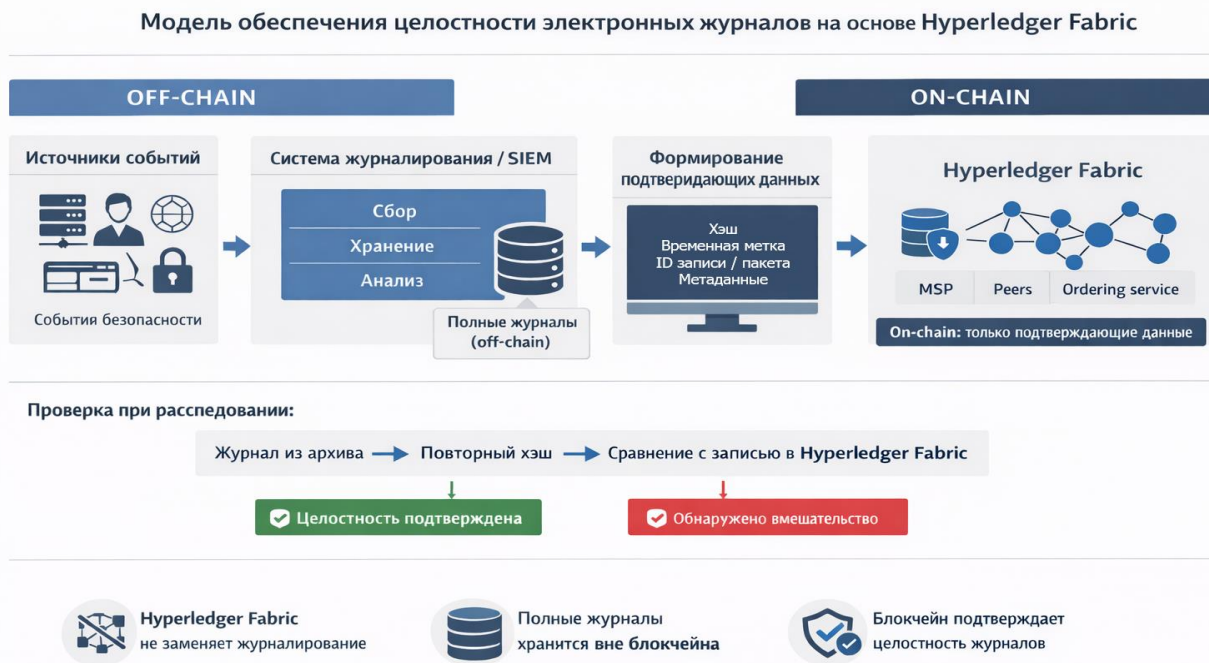 Модель обеспечения целостности электронных журналов на основе Hyperledger Fabric
OFF-CHAIN
ON-CHAIN
Источники событий
События безопасности
Система журналирования / SIEM
Сбор
Хранение
Анализ
Полные журналы
(off-chain)
Формирование
подтверидающих данных
Хэш
Временная метка
ID записи / пакета
Метаданные
Hyperledger Fabric
MSP
Peers
Ordering service
On-chain: только подтверждающие данные
Проверка при расспедовании:
Журнал из архива
Повторный хэш
Сравнение с записью в Hyperledger Fabric
Целостность подтверждена
Обнаружено вмешательство
Hyperledger Fabric
не заменяет журналирование
Полные журналы
хранится вне блокчейна
Блокчейн подтверждает
целостность журналов